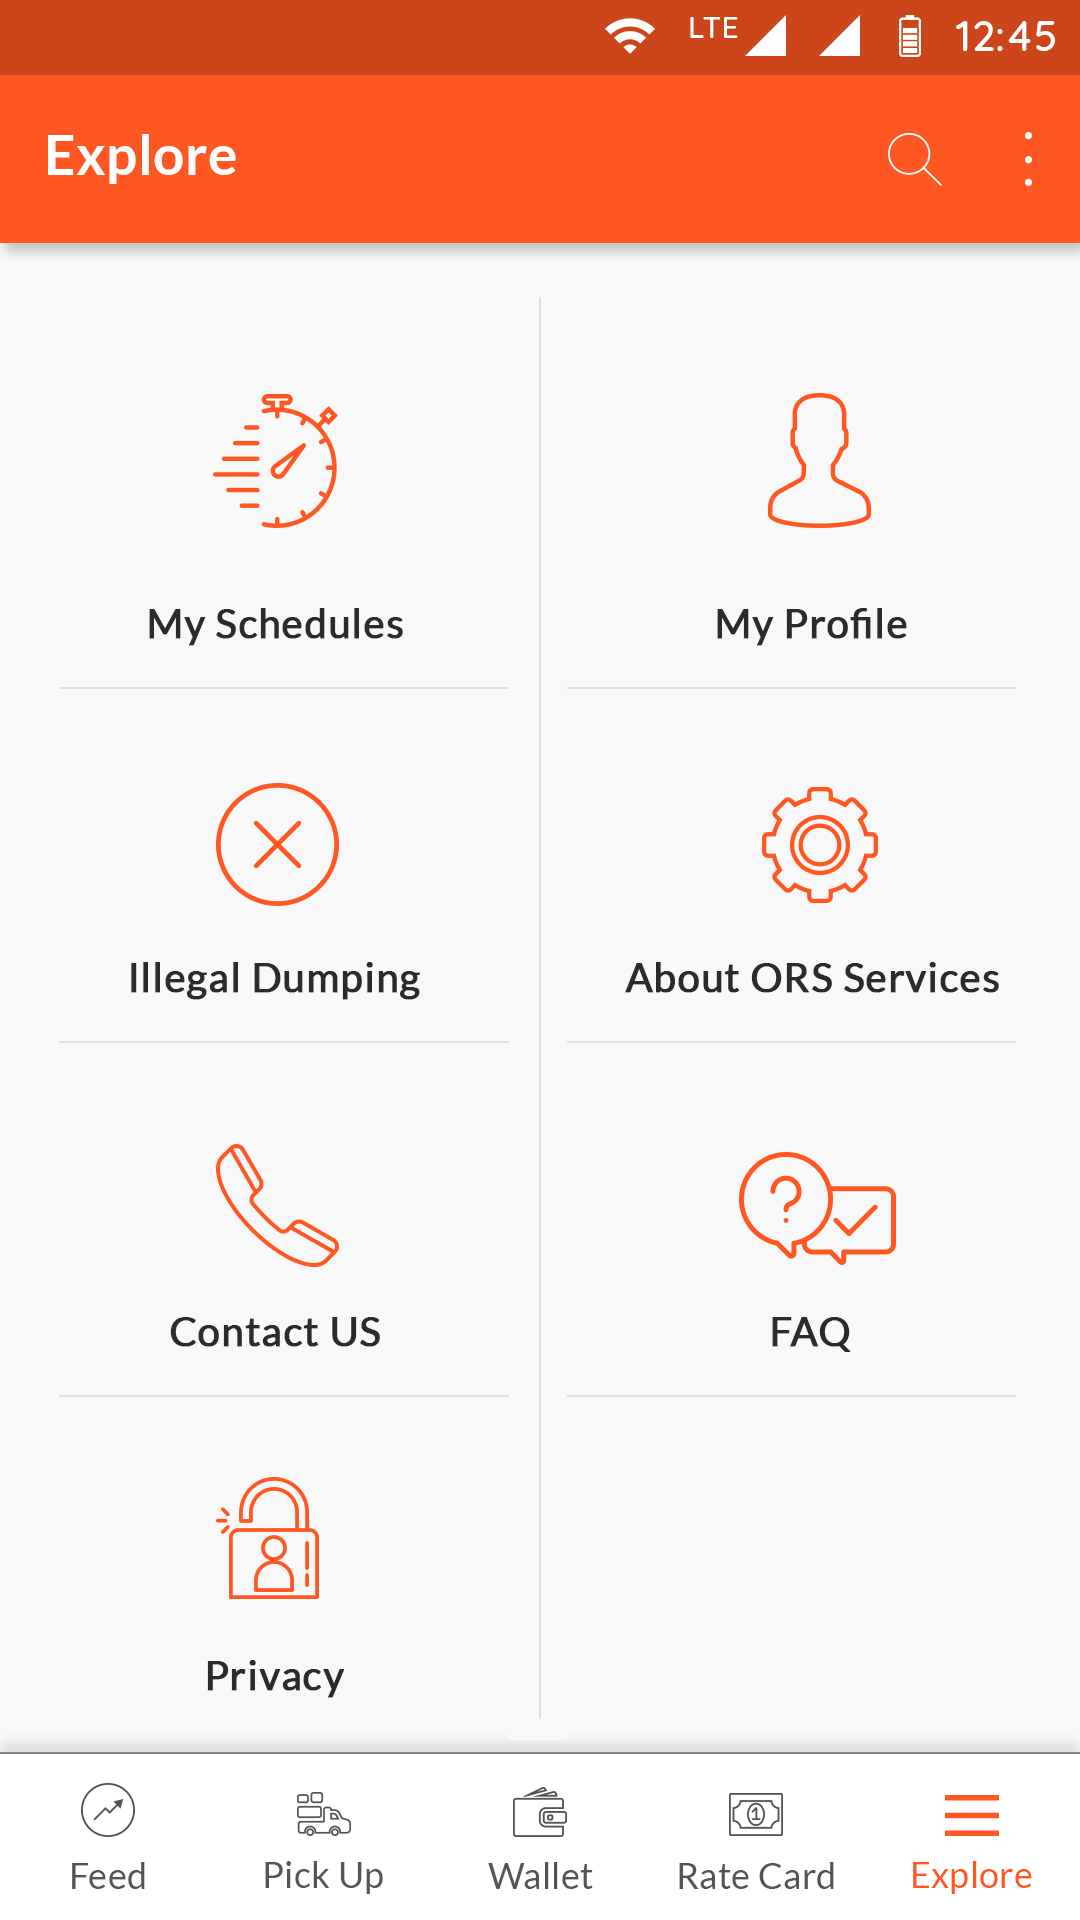 LTE 12:45
Explore
My Schedules
My Profile
Illegal Dumping
About ORS Services
Contact US
FAQ
Privacy
Feed
Pick Up
Wallet
1
Rate Card
Explore